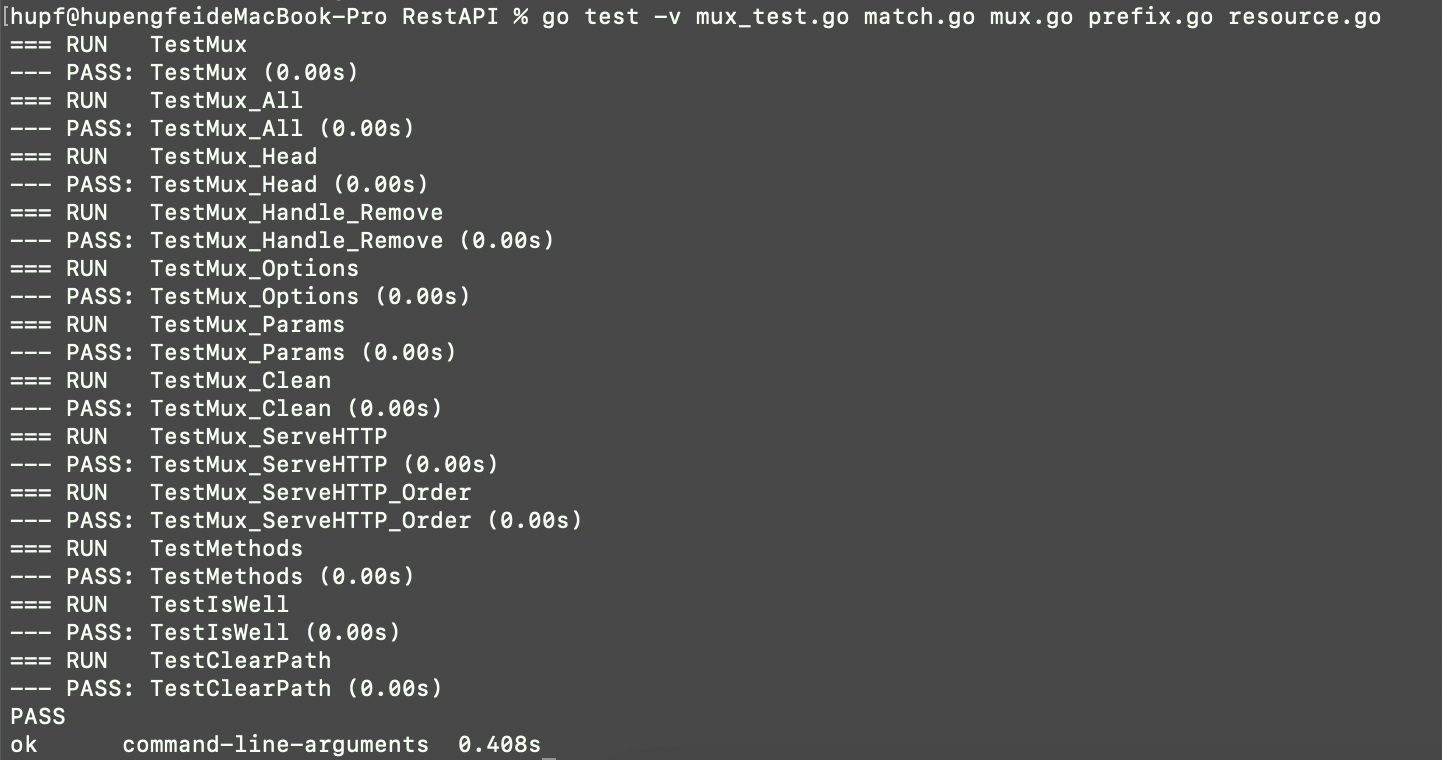 [hupf@hupengfeideMacBook-Pro RestAPI % go test -v mux_test.go match.go mux.go prefix.go resource.go
=== RUN   TestMux
--- PASS: TestMux (0.00s)
=== RUN   TestMux_All
--- PASS: TestMux_All (0.00s)
=== RUN   TestMux_Head
--- PASS: TestMux_Head (0.00s)
=== RUN   TestMux_Handle_Remove
--- PASS: TestMux_Handle_Remove (0.00s)
=== RUN   TestMux_Options
--- PASS: TestMux_Options (0.00s)
=== RUN   TestMux_Params
--- PASS: TestMux_Params (0.00s)
=== RUN   TestMux_Clean
--- PASS: TestMux_Clean (0.00s)
=== RUN   TestMux_ServeHTTP
--- PASS: TestMux_ServeHTTP (0.00s)
=== RUN   TestMux_ServeHTTP_Order
--- PASS: TestMux_ServeHTTP_Order (0.00s)
=== RUN   TestMethods
--- PASS: TestMethods (0.00s)
=== RUN   TestIsWell
--- PASS: TestIsWell (0.00s)
=== RUN   TestClearPath
--- PASS: TestClearPath (0.00s)
PASS
ok      command-line-arguments  0.408s